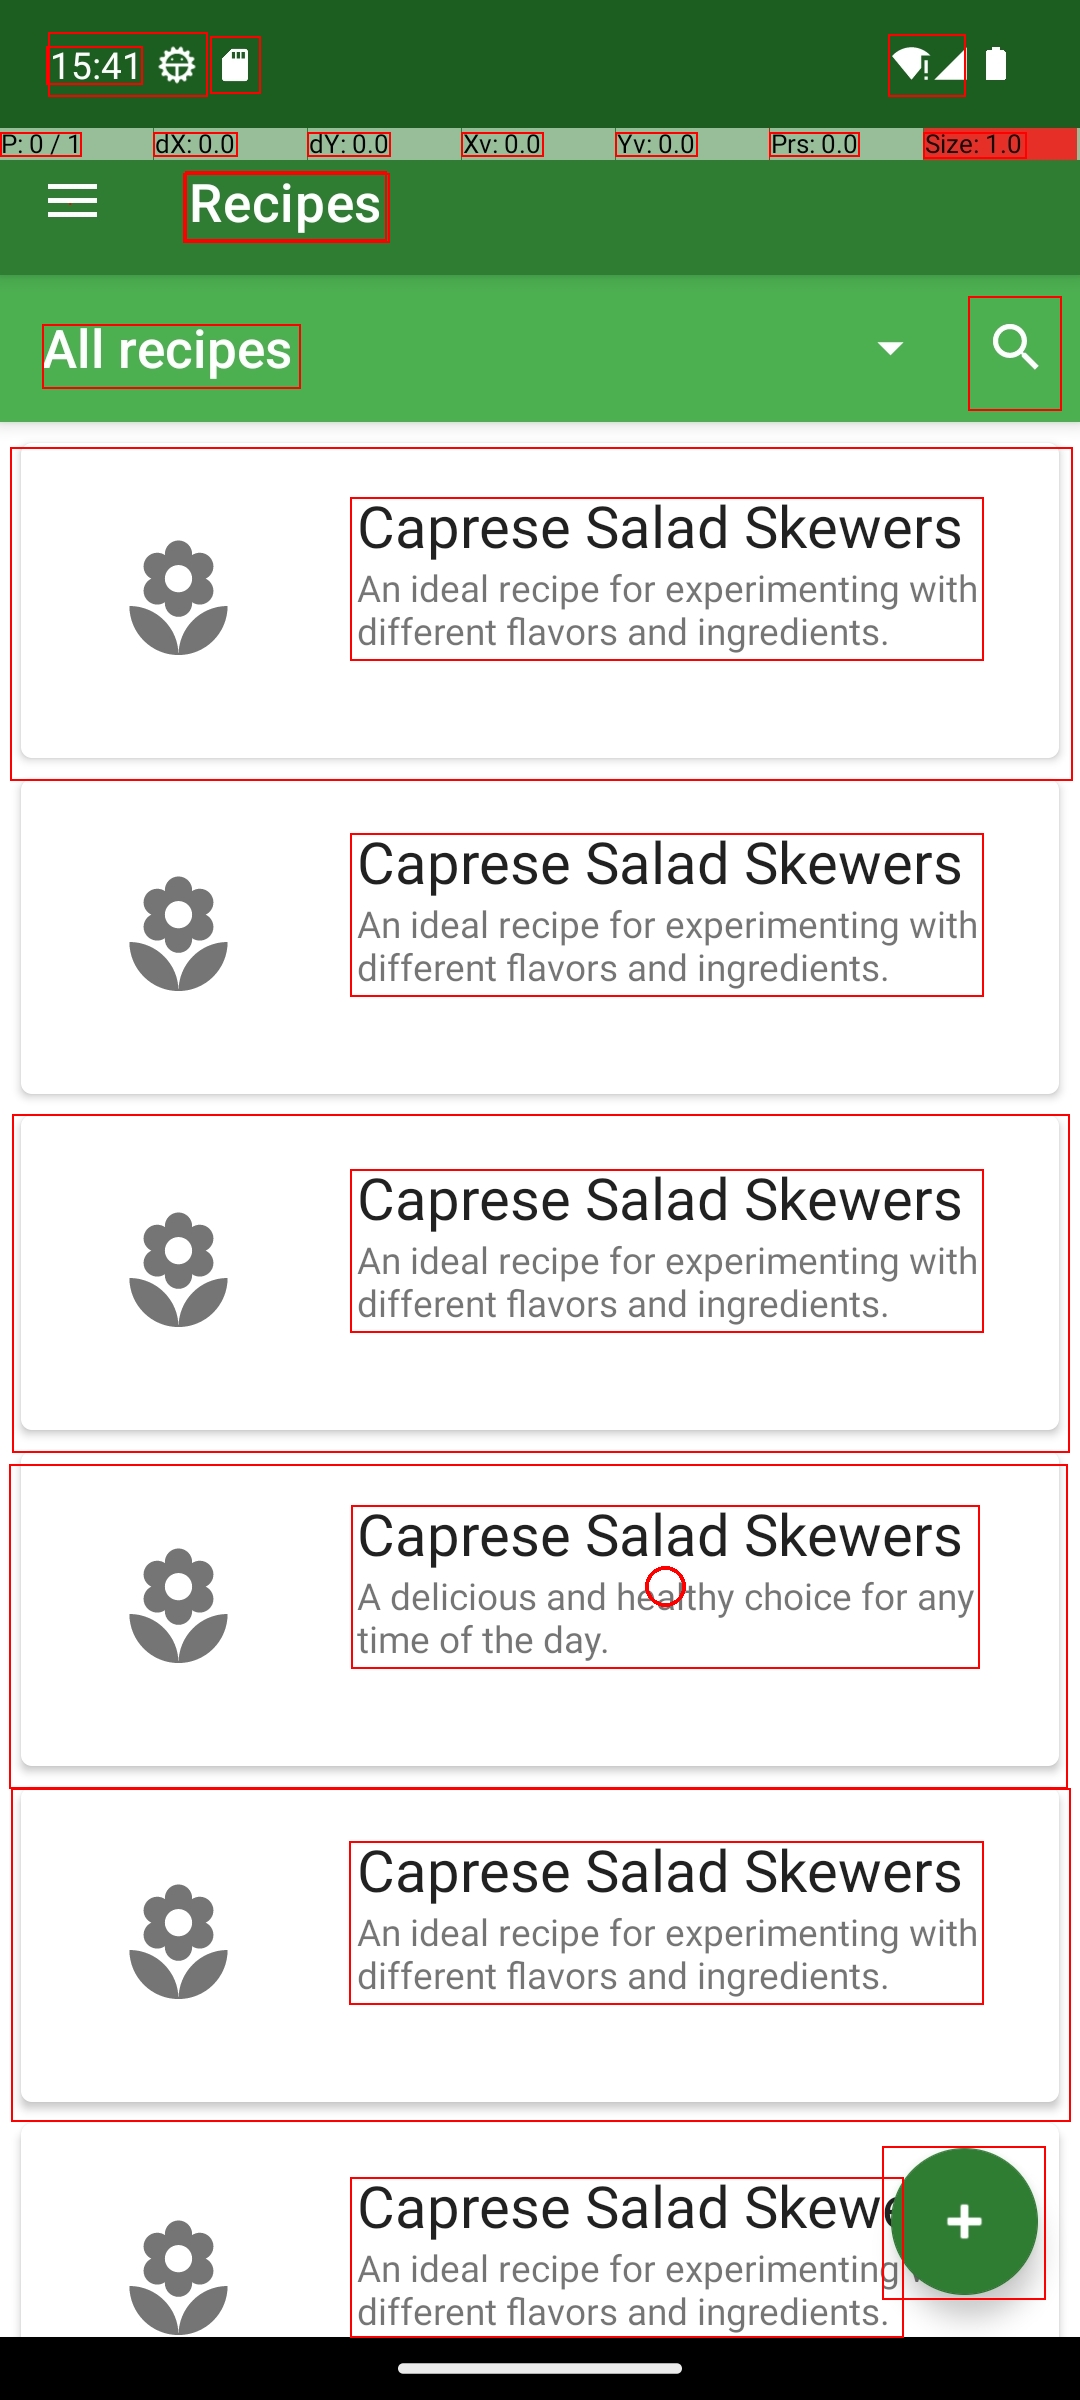 15:41
P: 0 / 1 dX: 0.0 dY: 0.0 Xv: 0.0 Yv: 0.0 Prs: 0.0 Size: 1.0
Recipes
All recipes
Caprese Salad Skewers
An ideal recipe for experimenting with
different flavors and ingredients.
Caprese Salad Skewers
An ideal recipe for experimenting with
different flavors and ingredients.
Caprese Salad Skewers
An ideal recipe for experimenting with
different flavors and ingredients.
Caprese Salad Skewers
A delicious and healthy choice for any
time of the day.
Caprese Salad Skewers
An ideal recipe for experimenting with
different flavors and ingredients.
Caprese Salad Skewe
An ideal recipe for experimenting
different flavors and ingredients.